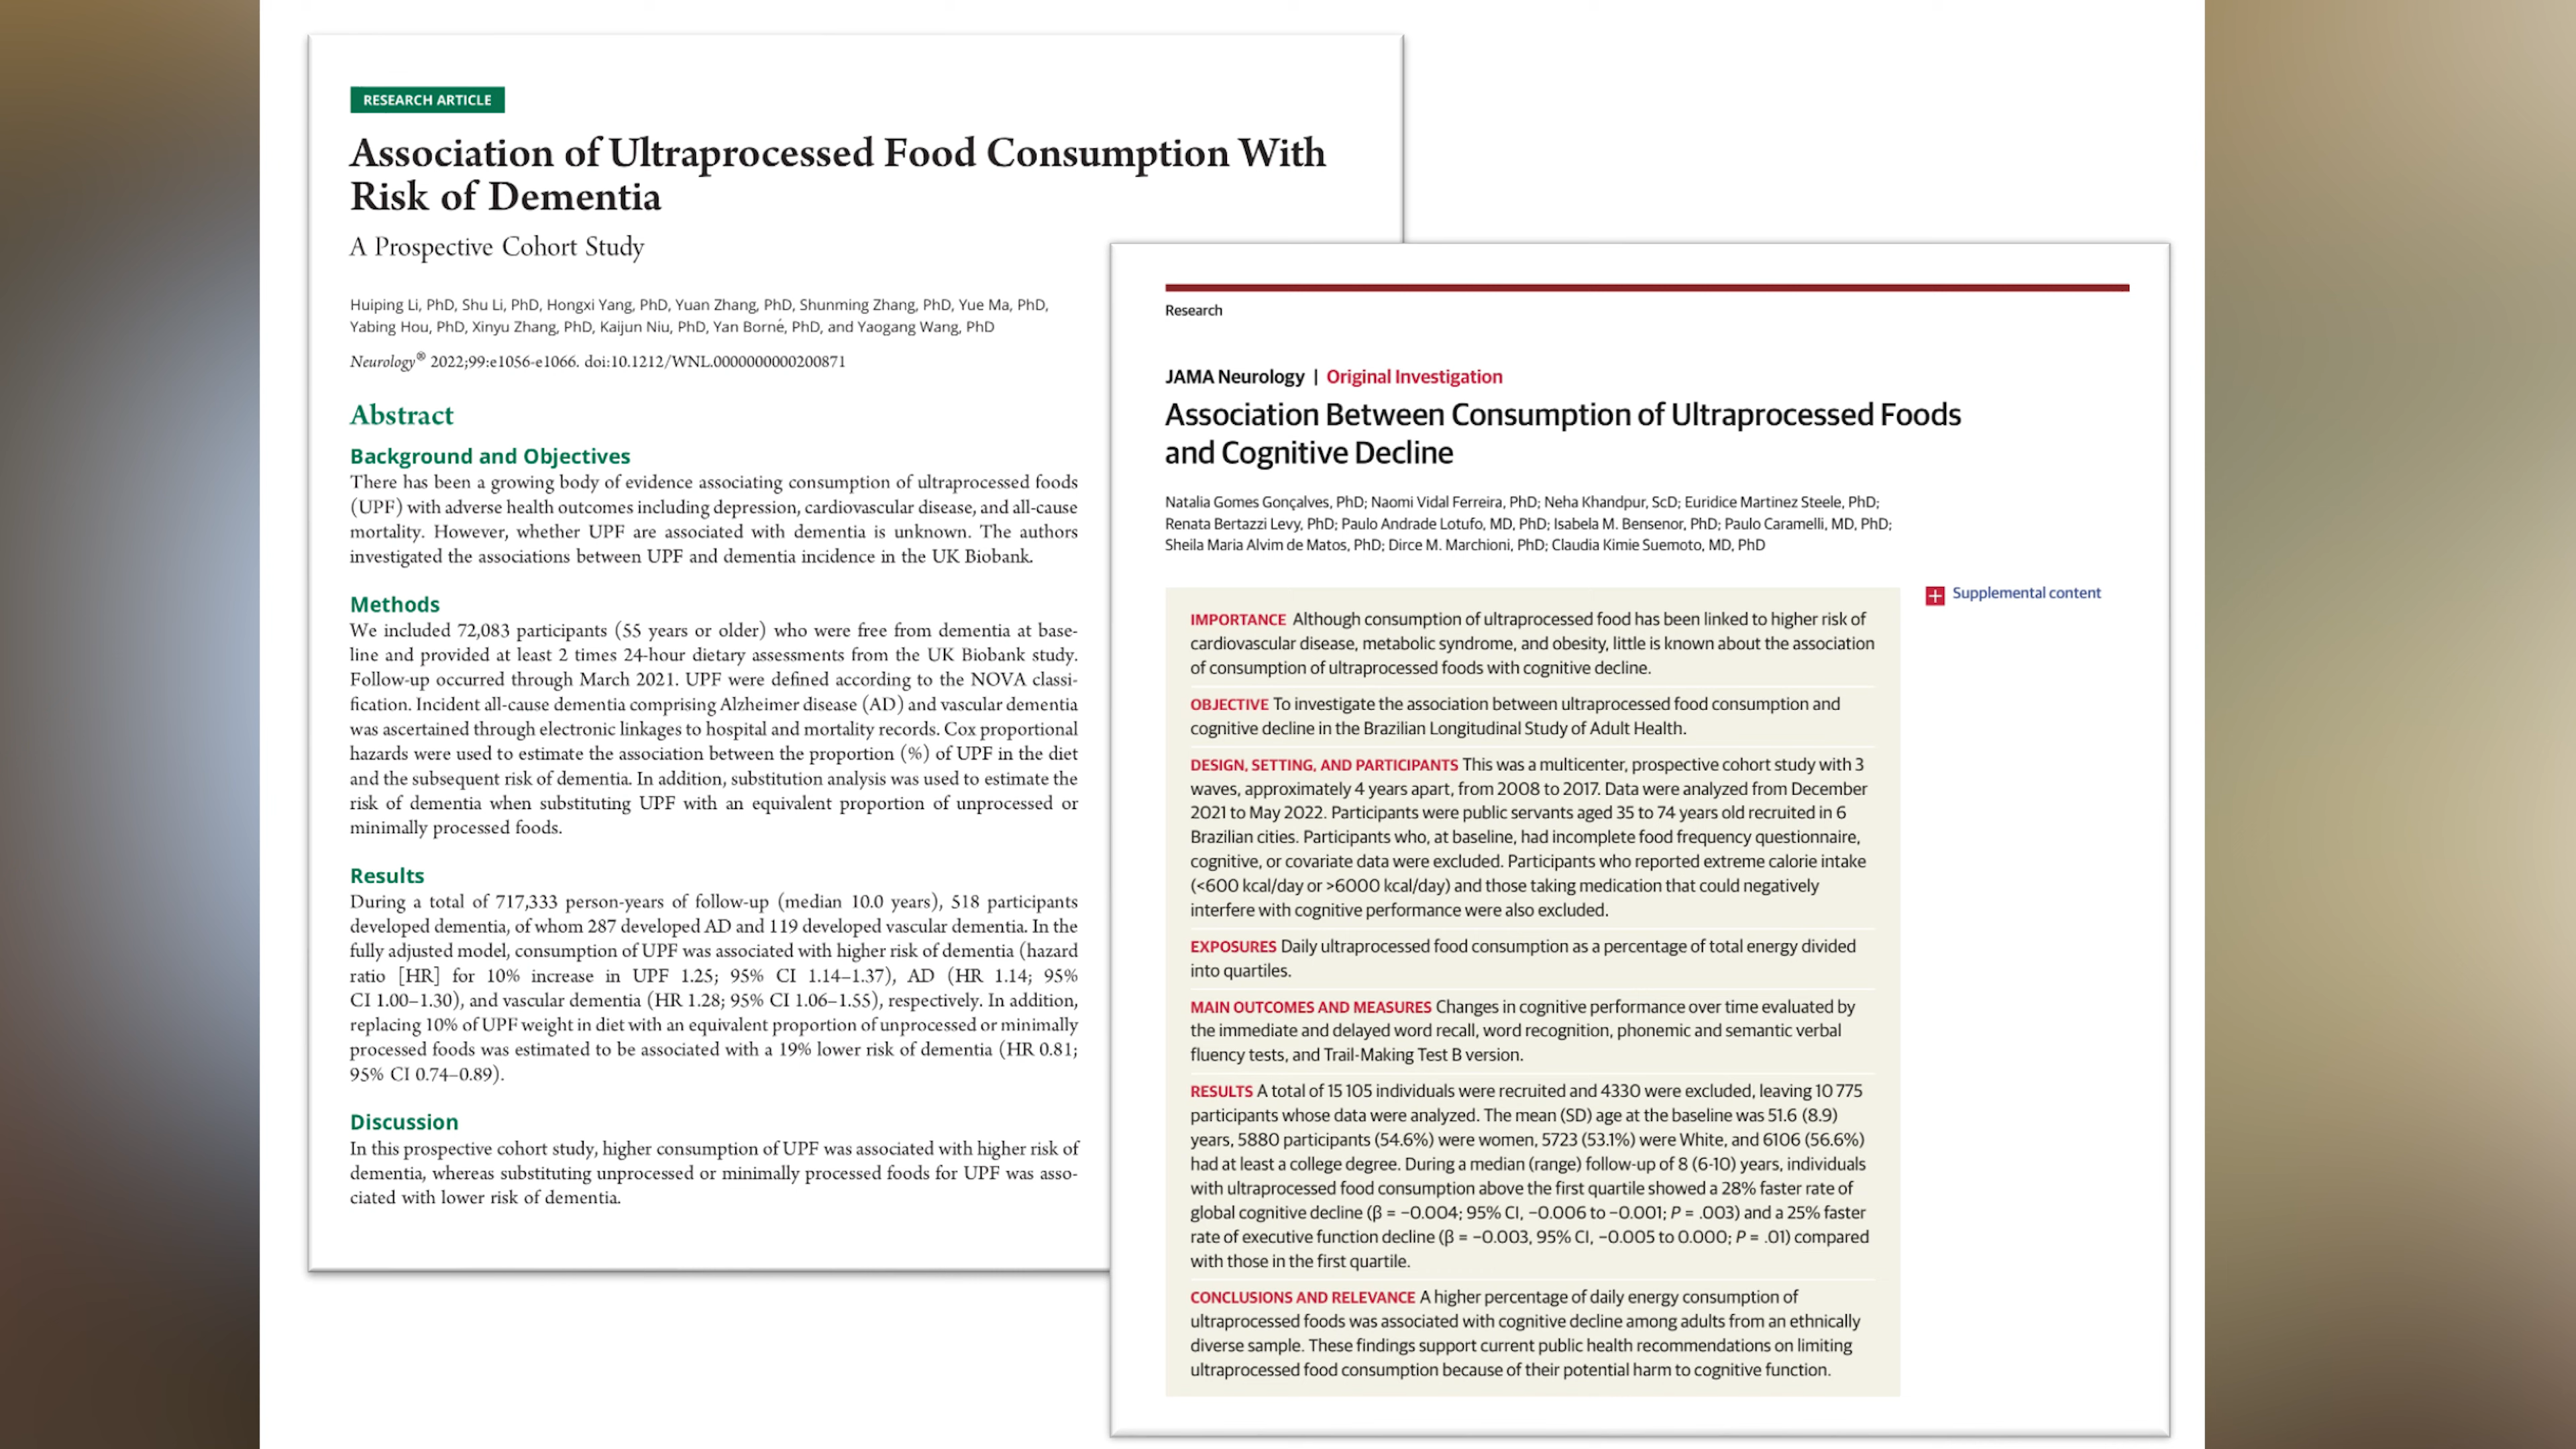 RESEARCH ARTICLE
Association of Ultraprocessed Food Consumption With
Risk of Dementia
A Prospective Cohort Study
Huiping Li, PhD, Shu Li, PhD, Hongxi Yang, PhD, Yuan Zhang, PhD, Shunming Zhang, PhD, Yue Ma, PhD,
Yabing Hou, PhD, Xinyu Zhang, PhD, Kaijun Niu, PhD, Yan Borné, PhD, and Yaogang Wang, PhD
Neurology® 2022;99:e1056-e1066. doi:10.1212/WNL.0000000000200871
Abstract
Background and Objectives
There has been a growing body of evidence associating consumption of ultraprocessed foods
(UPF) with adverse health outcomes including depression, cardiovascular disease, and all-cause
mortality. However, whether UPF are associated with dementia is unknown. The authors
investigated the associations between UPF and dementia incidence in the UK Biobank.
Methods
We included 72,083 participants (55 years or older) who were free from dementia at base-
line and provided at least 2 times 24-hour dietary assessments from the UK Biobank study.
Follow-up occurred through March 2021. UPF were defined according to the NOVA classi-
fication. Incident all-cause dementia comprising Alzheimer disease (AD) and vascular dementia
was ascertained through electronic linkages to hospital and mortality records. Cox proportional
hazards were used to estimate the association between the proportion (%) of UPF in the diet
and the subsequent risk of dementia. In addition, substitution analysis was used to estimate the
risk of dementia when substituting UPF with an equivalent proportion of unprocessed or
minimally processed foods.
Results
During a total of 717,333 person-years of follow-up (median 10.0 years), 518 participants
developed dementia, of whom 287 developed AD and 119 developed vascular dementia. In the
fully adjusted model, consumption of UPF was associated with higher risk of dementia (hazard
ratio [HR] for 10% increase in UPF 1.25; 95% CI 1.14–1.37), AD (HR 1.14; 95%
CI 1.00–1.30), and vascular dementia (HR 1.28; 95% CI 1.06–1.55), respectively. In addition,
replacing 10% of UPF weight in diet with an equivalent proportion of unprocessed or minimally
processed foods was estimated to be associated with a 19% lower risk of dementia (HR 0.81;
95% CI 0.74–0.89).
Discussion
In this prospective cohort study, higher consumption of UPF was associated with higher risk of
dementia, whereas substituting unprocessed or minimally processed foods for UPF was asso-
ciated with lower risk of dementia.
Research
JAMA Neurology | Original Investigation
Association Between Consumption of Ultraprocessed Foods
and Cognitive Decline
Natalia Gomes Gonçalves, PhD; Naomi Vidal Ferreira, PhD; Neha Khandpur, ScD; Euridice Martinez Steele, PhD;
Renata Bertazzi Levy, PhD; Paulo Andrade Lotufo, MD, PhD; Isabela M. Bensenor, PhD; Paulo Caramelli, MD, PhD;
Sheila Maria Alvim de Matos, PhD; Dirce M. Marchioni, PhD; Claudia Kimie Suemoto, MD, PhD
Supplemental content
IMPORTANCE Although consumption of ultraprocessed food has been linked to higher risk of
cardiovascular disease, metabolic syndrome, and obesity, little is known about the association
of consumption of ultraprocessed foods with cognitive decline.
OBJECTIVE To investigate the association between ultraprocessed food consumption and
cognitive decline in the Brazilian Longitudinal Study of Adult Health.
DESIGN, SETTING, AND PARTICIPANTS This was a multicenter, prospective cohort study with 3
waves, approximately 4 years apart, from 2008 to 2017. Data were analyzed from December
2021 to May 2022. Participants were public servants aged 35 to 74 years old recruited in 6
Brazilian cities. Participants who, at baseline, had incomplete food frequency questionnaire,
cognitive, or covariate data were excluded. Participants who reported extreme calorie intake
(<600 kcal/day or >6000 kcal/day) and those taking medication that could negatively
interfere with cognitive performance were also excluded.
EXPOSURES Daily ultraprocessed food consumption as a percentage of total energy divided
into quartiles.
MAIN OUTCOMES AND MEASURES Changes in cognitive performance over time evaluated by
the immediate and delayed word recall, word recognition, phonemic and semantic verbal
fluency tests, and Trail-Making Test B version.
RESULTS A total of 15 105 individuals were recruited and 4330 were excluded, leaving 10 775
participants whose data were analyzed. The mean (SD) age at the baseline was 51.6 (8.9)
years, 5880 participants (54.6%) were women, 5723 (53.1%) were White, and 6106 (56.6%)
had at least a college degree. During a median (range) follow-up of 8 (6-10) years, individuals
with ultraprocessed food consumption above the first quartile showed a 28% faster rate of
global cognitive decline (β = −0.004; 95% CI, −0.006 to −0.001; P = .003) and a 25% faster
rate of executive function decline (β = −0.003, 95% CI, −0.005 to 0.000; P = .01) compared
with those in the first quartile.
CONCLUSIONS AND RELEVANCE A higher percentage of daily energy consumption of
ultraprocessed foods was associated with cognitive decline among adults from an ethnically
diverse sample. These findings support current public health recommendations on limiting
ultraprocessed food consumption because of their potential harm to cognitive function.